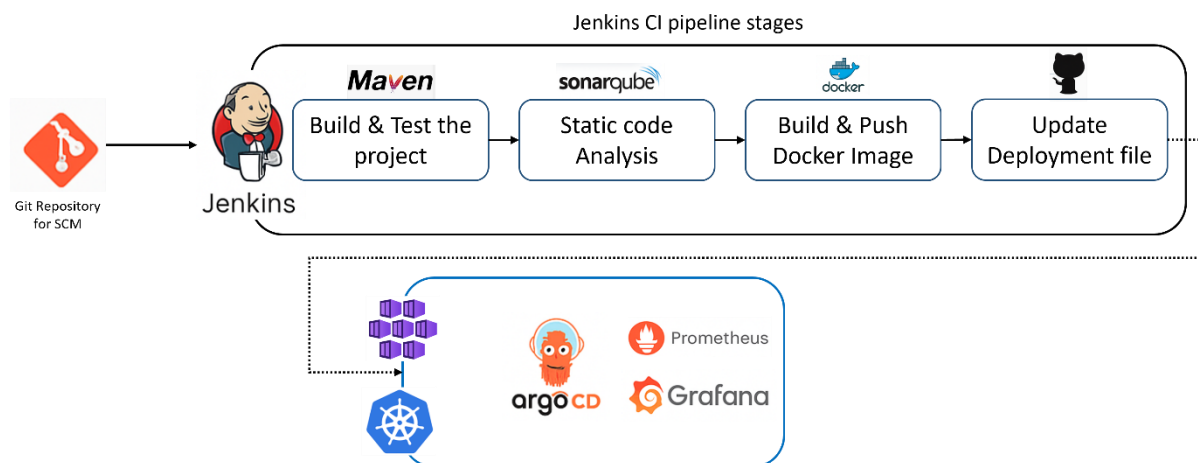 Jenkins CI pipeline stages
Maven
sonarqube
docker
Build & Test the
project
Static code
Analysis
Build & Push
Docker Image
Update
Deployment file
Jenkins
Git Repository
for SCM
argo CD
Prometheus
Grafana